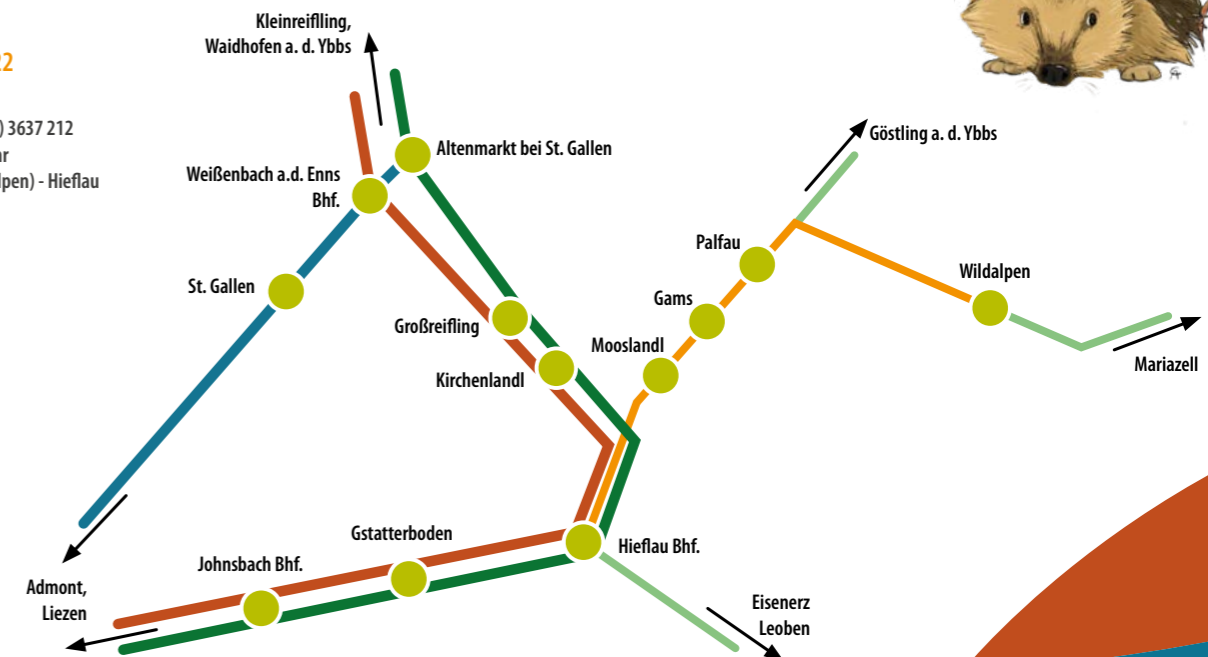 Kleinreifling,
Waidhofen a. d. Ybbs
22
) 3637 212
lpen) - Hieflau
Göstling a. d. Ybbs
Altenmarkt bei St. Gallen
Weißenbach a.d. Enns
Bhf.
Palfau
Wildalpen
St. Gallen
Gams
Großreifling
Mooslandl
Mariazell
Kirchenlandl
Gstatterboden
Hieflau Bhf.
Johnsbach Bhf.
Admont,
Liezen
Eisenerz
Leoben